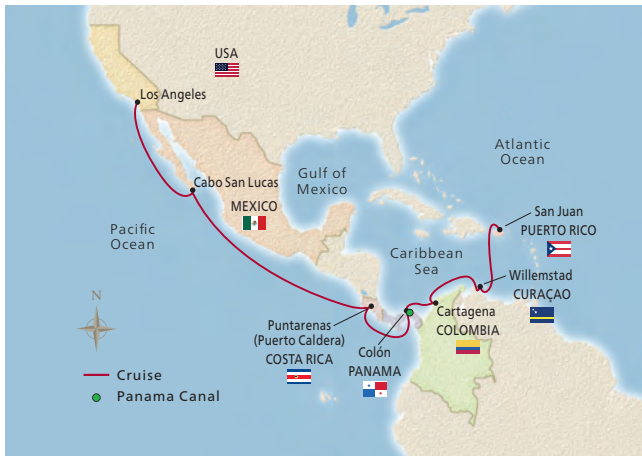 USA
Los Angeles
Atlantic
Ocean
Gulf of
Mexico
Cabo San Lucas
MEXICO
San Juan
PUERTO RICO
Pacific
Ocean
Caribbean
Sea
Willemstad
CURAÇAO
N
Cartagena
COLOMBIA
Puntarenas
(Puerto Caldera)
COSTA RICA
Colón
PANAMA
Cruise
Panama Canal